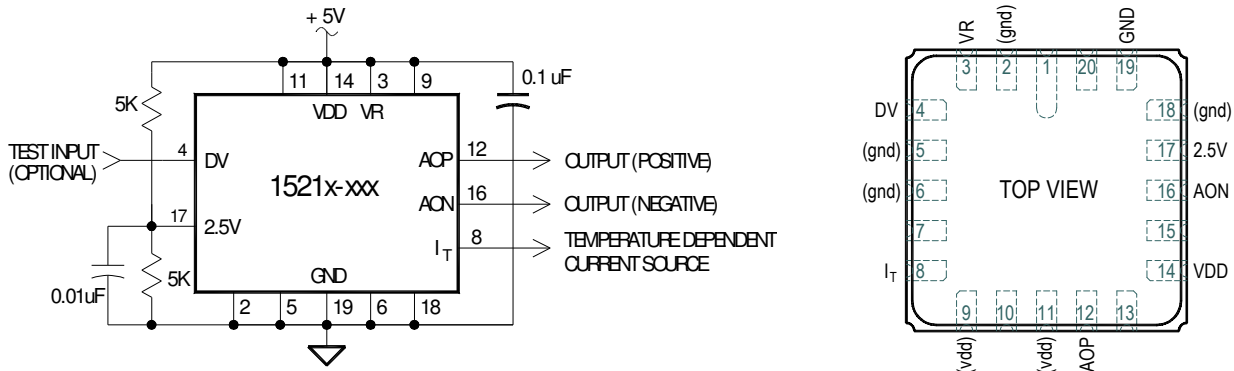 + 5V
11 14 3 9
VDD VR
0.1 uF
5K
TEST INPUT
(OPTIONAL)
4 DV
AOP 12 OUTPUT (POSITIVE)
1521x-xxx
AON 16 OUTPUT (NEGATIVE)
17 2.5V
IT 8 TEMPERATURE DEPENDENT
CURRENT SOURCE
GND
0.01uF
5K
2 5 19 6 18
VR (gnd) GND
3 2 1 20 19
DV 4
18 (gnd)
(gnd) 5
17 2.5V
(gnd) 6
TOP VIEW
16 AON
7
15
IT 8
14 VDD
9 10 11 12 13
(vdd) (vdd) AOP